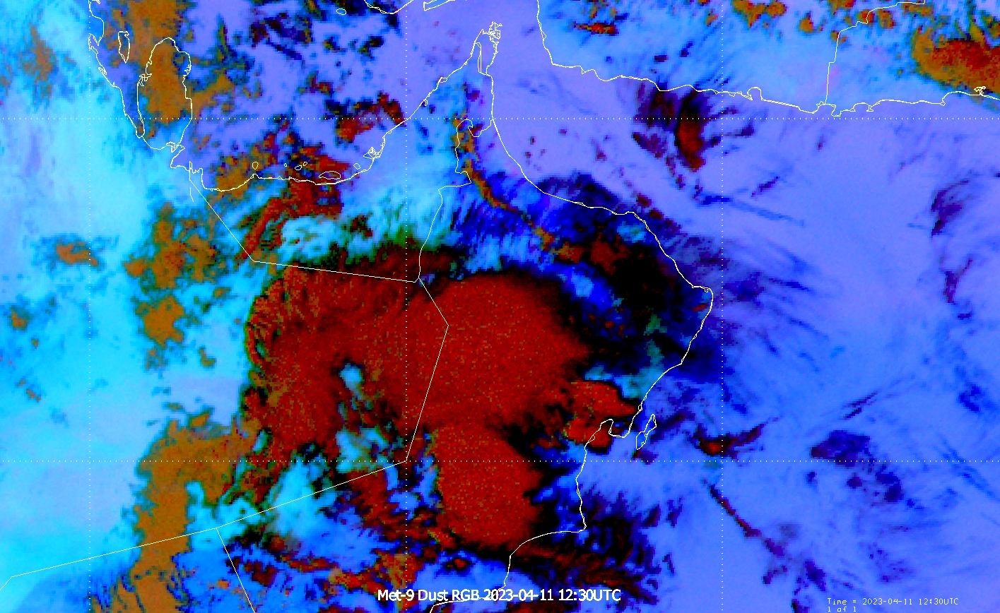 Met-9 Dust RGB 2023-04-11 12:30UTC
Time = 2023-04-11 12:30UTC
1 of 1